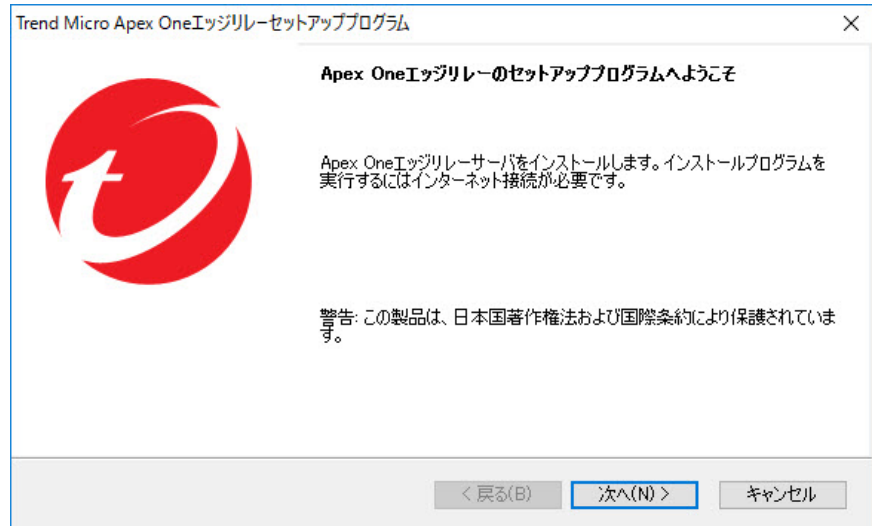 Trend Micro Apex Oneエッジリレーセットアッププログラム
Apex Oneエッジリレーのセットアッププログラムへようこそ
Apex Oneエッジリレーサーバをインストールします。インストールプログラムを
実行するにはインターネット接続が必要です。
警告: この製品は、日本国著作権法および国際条約により保護されていま
す。
< 戻る(B)
次へ(N) >
キャンセル